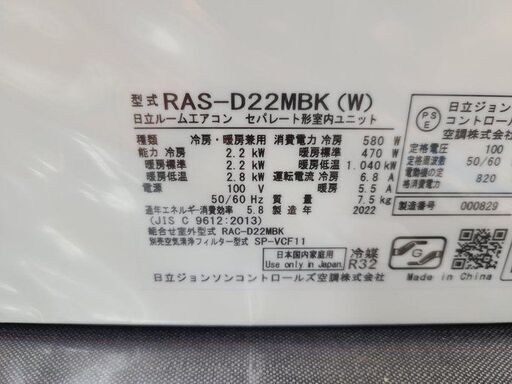 型式 RAS-D22MBK (W)
日立ルームエアコン セパレート形室内ユニット
種類 冷房・暖房兼用 消費電力 冷房 580 W
能力 冷房 2.2 kW 暖房標準 470 W
暖房標準 2.2 kW 暖房低温 1.040 kW
暖房低温 2.8 kW 運転電流 冷房 6.8 A
電源 100 V 暖房 5.5 A
50/60 Hz 質量 7.5 kg
通年エネルギー消費効率 5.8 製造年 2022
(JIS C 9612:2013)
組合せ室外型式 RAC-D22MBK
別売空気清浄フィルター型式 SP-VCF11
日本国内家庭用
Use only in Japan
冷媒
R32
日立ジョンソンコントロールズ空調株式会社
PS
E
日立ジョン
コントロール
空調株式会
定格電圧 100
定格周波数 50/60
電動機の定 820
製造番号 000829
G
Made in China